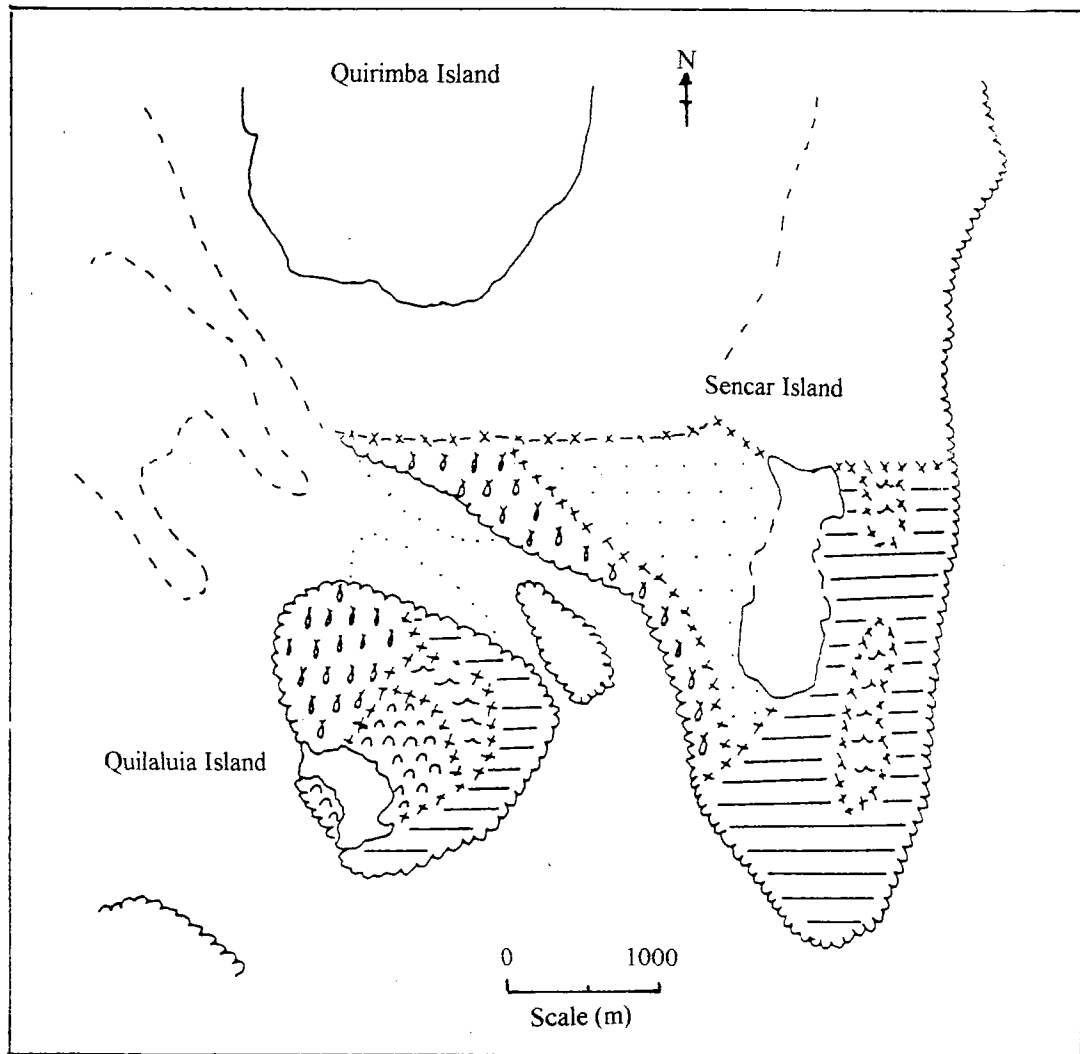 Quirimba Island
N
Sencar Island
Quilaluia Island
0 1000
Scale (m)